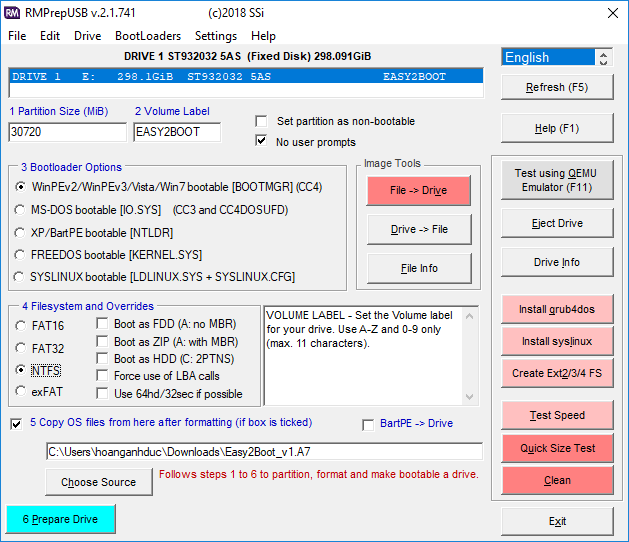 RM RMPrepUSB v.2.1.741 (c)2018 SSi
File Edit Drive BootLoaders Settings Help
DRIVE 1 ST932032 5AS (Fixed Disk) 298.091GiB
English
DRIVE 1 E: 298.1GiB ST932032 5AS EASY2BOOT
Refresh (F5)
1 Partition Size (MiB) 2 Volume Label
30720 EASY2BOOT
Set partition as non-bootable
No user prompts
Help (F1)
3 Bootloader Options
WinPEv2/WinPEv3/Vista/Win7 bootable [BOOTMGR] (CC4)
MS-DOS bootable [IO.SYS] (CC3 and CC4DOSUFD)
XP/BartPE bootable [NTLDR]
FREEDOS bootable [KERNEL.SYS]
SYSLINUX bootable [LDLINUX.SYS + SYSLINUX.CFG]
Image Tools
File -> Drive
Drive -> File
File Info
Test using QEMU
Emulator (F11)
Eject Drive
Drive Info
4 Filesystem and Overrides
FAT16
FAT32
NTFS
exFAT
Boot as FDD (A: no MBR)
Boot as ZIP (A: with MBR)
Boot as HDD (C: 2PTNS)
Force use of LBA calls
Use 64hd/32sec if possible
VOLUME LABEL - Set the Volume label
for your drive. Use A-Z and 0-9 only
(max. 11 characters).
Install grub4dos
Install syslinux
Create Ext2/3/4 FS
5 Copy OS files from here after formatting (if box is ticked)
BartPE -> Drive
C:\Users\hoanganhduc\Downloads\Easy2Boot_v1.A7
Choose Source
Follows steps 1 to 6 to partition, format and make bootable a drive.
Test Speed
Quick Size Test
Clean
6 Prepare Drive
Exit